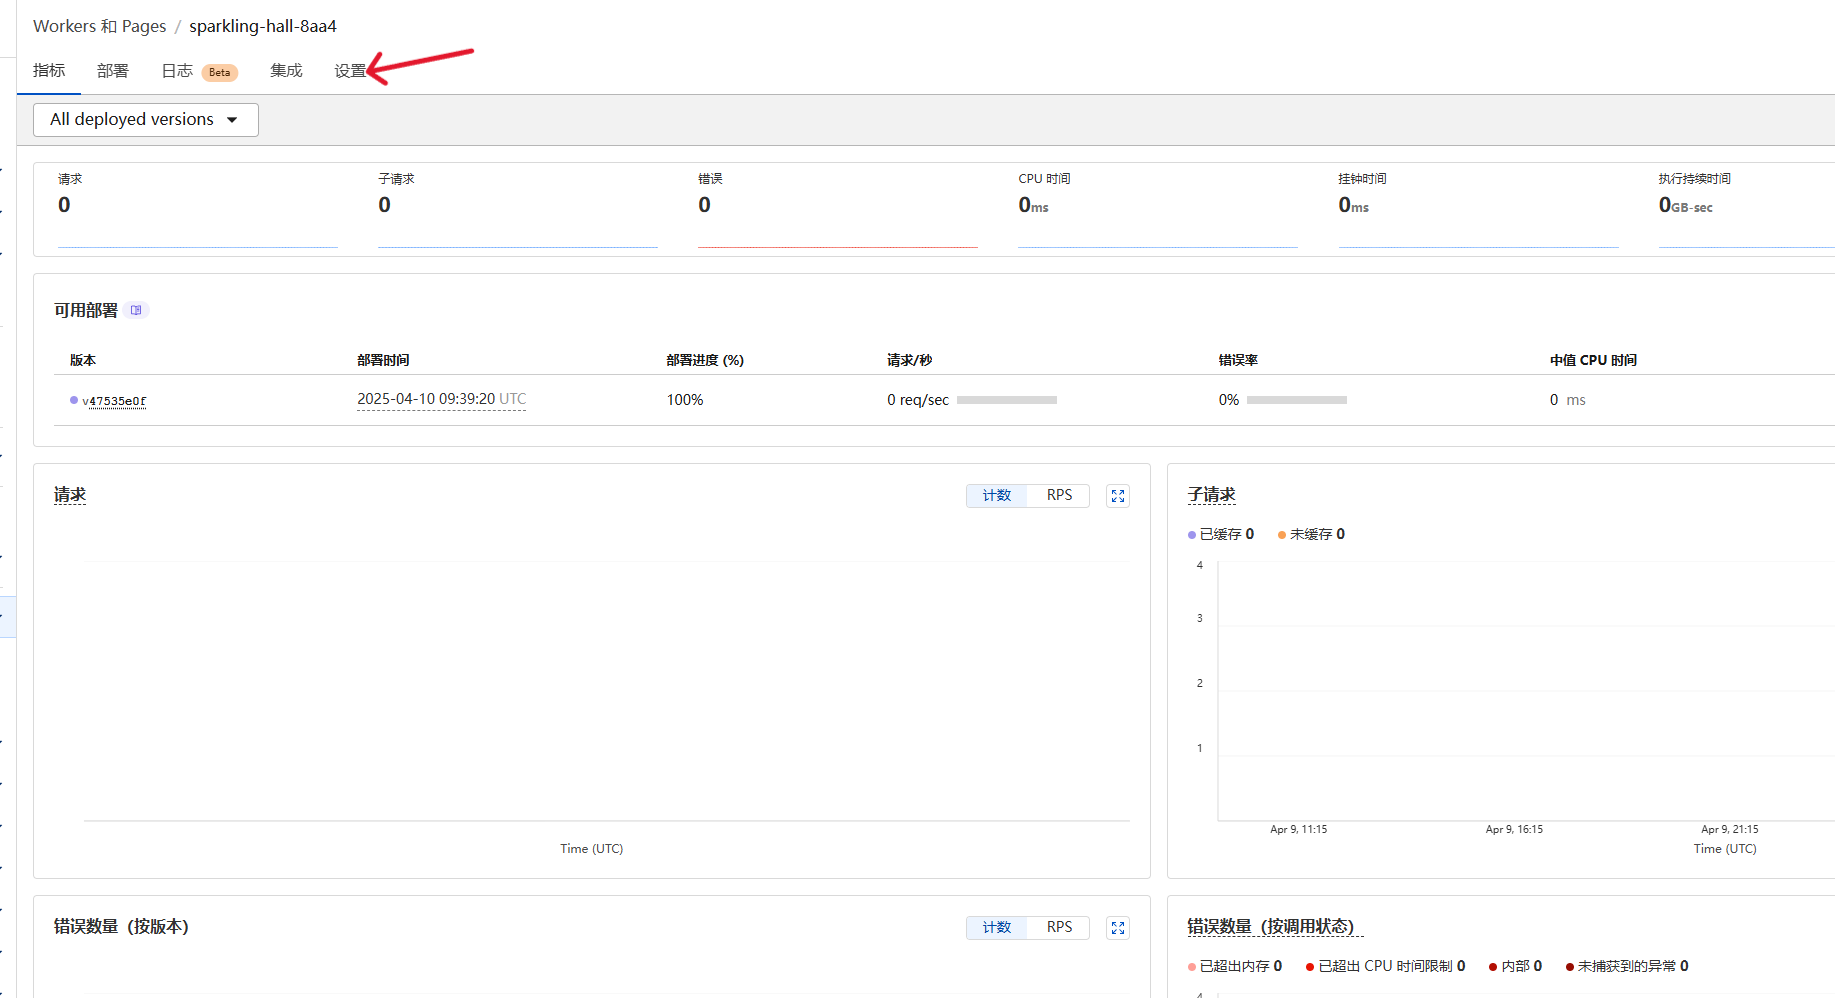 Workers 和 Pages / sparkling-hall-8aa4
指标 部署 日志 Beta 集成 设置
All deployed versions
请求 子请求 错误 CPU 时间 挂钟时间 执行持续时间
0 0 0 0ms 0ms 0GB-sec
可用部署
版本 部署时间 部署进度 (%) 请求/秒 错误率 中值 CPU 时间
v47535e0f 2025-04-10 09:39:20 UTC 100% 0 req/sec 0% 0 ms
请求 计数 RPS
Time (UTC)
子请求
已缓存 0 未缓存 0
4
3
2
1
Apr 9, 11:15 Apr 9, 16:15 Apr 9, 21:15
Time (UTC)
错误数量（按版本） 计数 RPS
错误数量（按调用状态）
已超出内存 0 已超出 CPU 时间限制 0 内部 0 未捕获到的异常 0
4